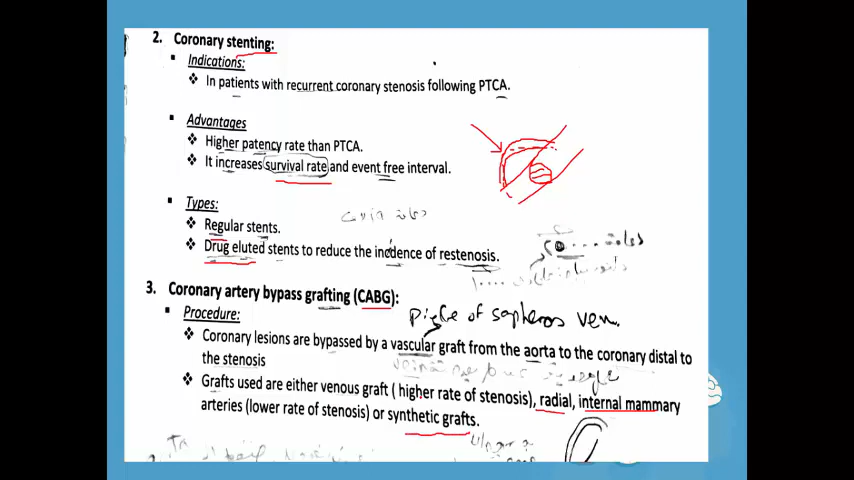 2. Coronary stenting:
Indications:
In patients with recurrent coronary stenosis following PTCA.
Advantages
Higher patency rate than PTCA.
It increases survival rate and event free interval.
Types:
Regular stents.
Drug eluted stents to reduce the incdence of restenosis.
3. Coronary artery bypass grafting (CABG):
of sapheros ven.
Procedure:
Coronary lesions are bypassed by a vascular graft from the aorta to the coronary distal to
the stenosis
Grafts used are either venous graft ( higher rate of stenosis), radial, internal mammary
arteries (lower rate of stenosis) or synthetic grafts.